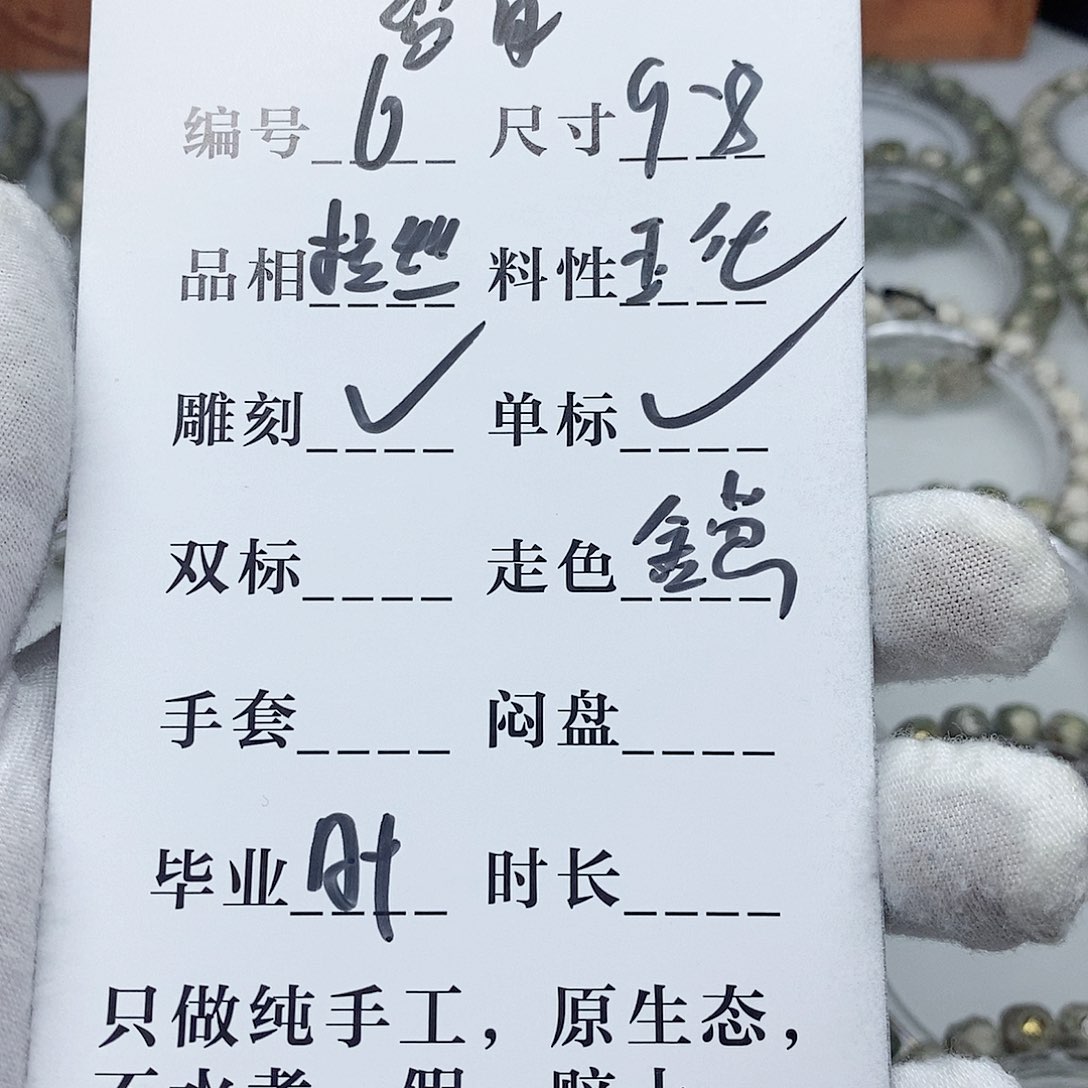 编号 6 尺寸 9-8
品相 拉丝 料性 玉化
雕刻 ✓ 单标 ✓
双标 走色 金色
手套 闷盘
毕业 时长
只做纯手工，原生态，